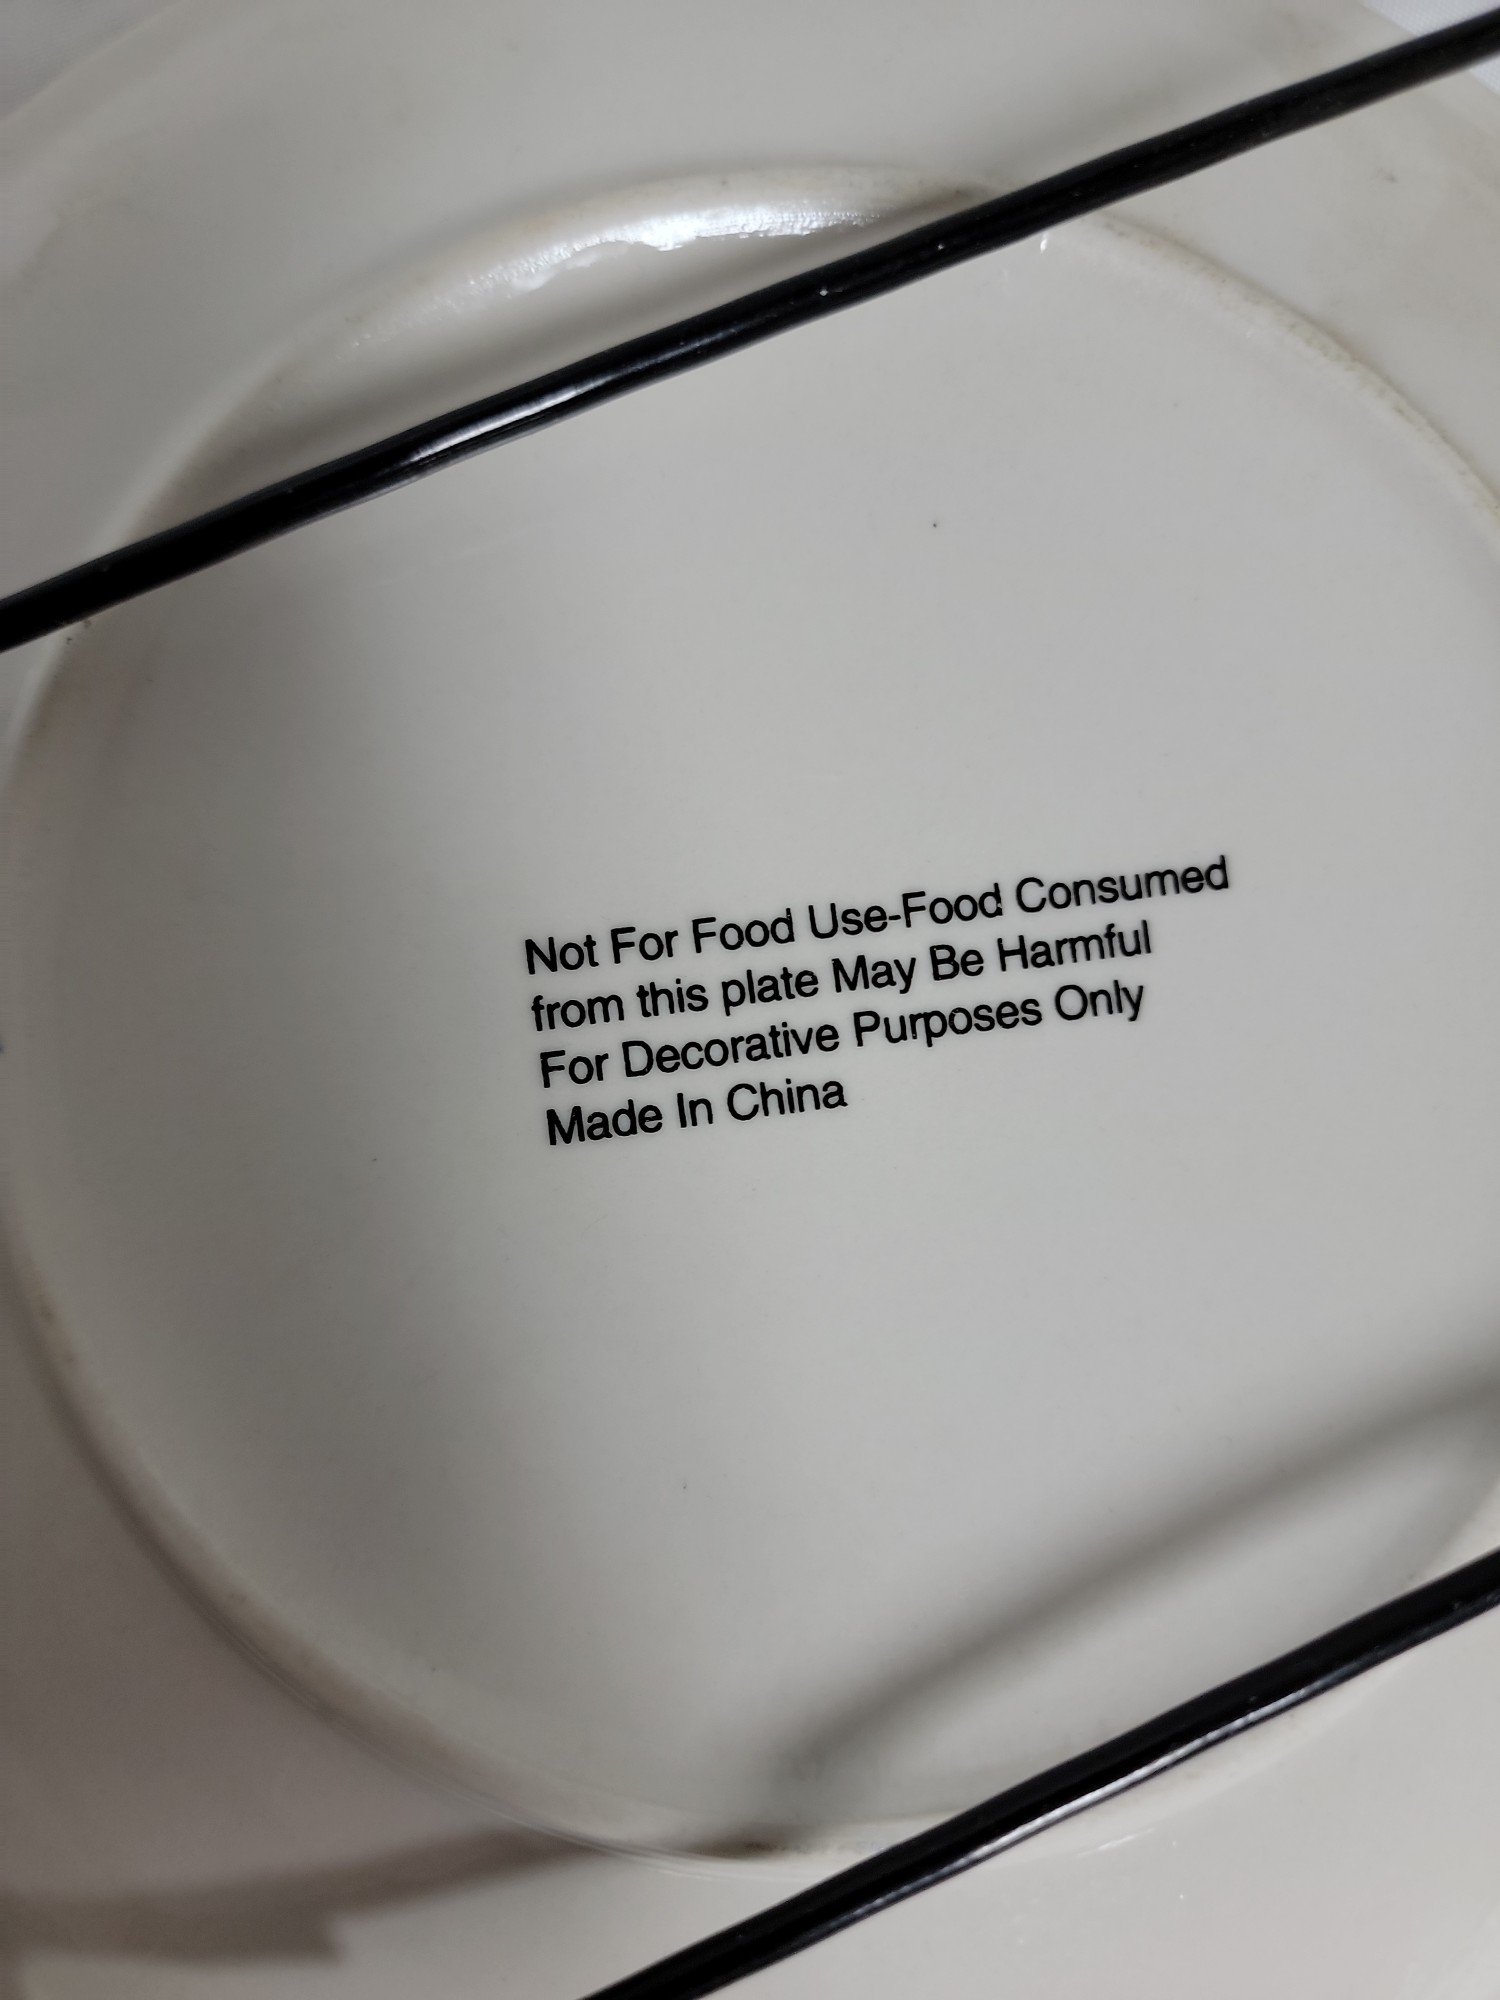 Not For Food Use-Food Consumed
from this plate May Be Harmful
For Decorative Purposes Only
Made In China